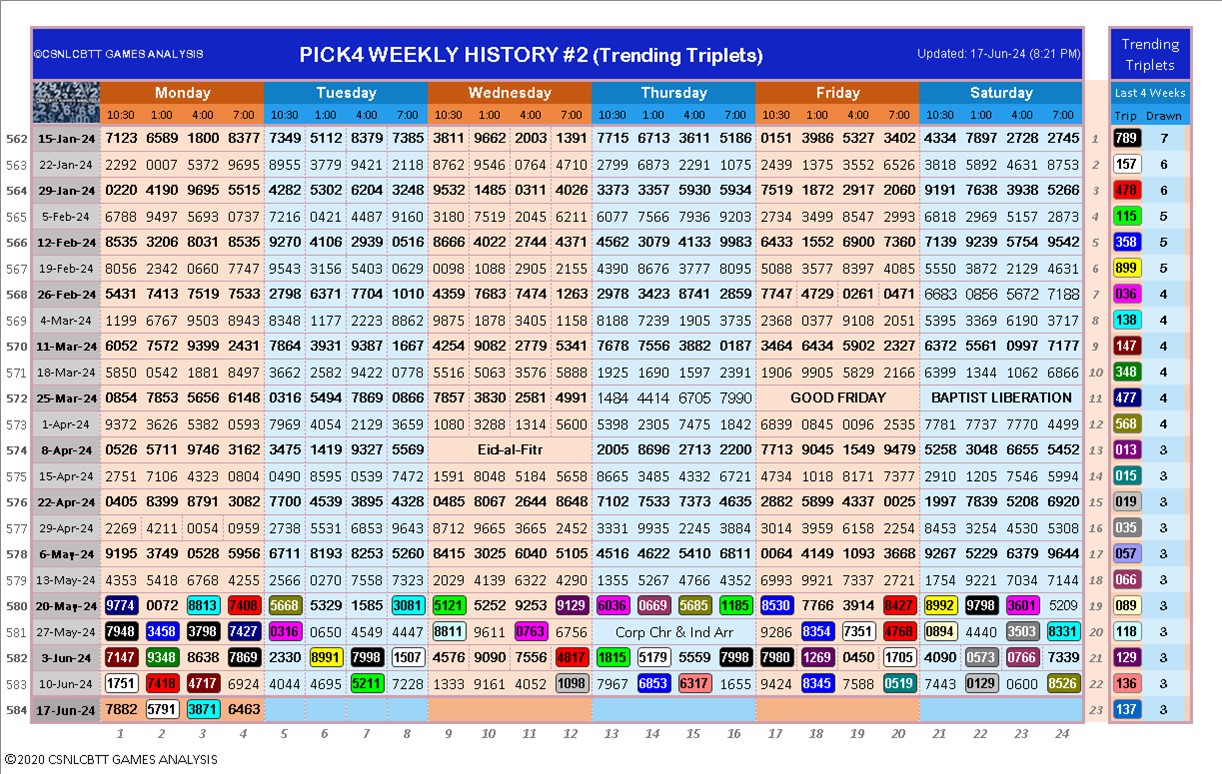 ©CSNLCBTT GAMES ANALYSIS PICK4 WEEKLY HISTORY #2 (Trending Triplets) Updated: 17-Jun-24 (8:21 PM) Trending Triplets
Monday Tuesday Wednesday Thursday Friday Saturday Last 4 Weeks
10:30 1:00 4:00 7:00 10:30 1:00 4:00 7:00 10:30 1:00 4:00 7:00 10:30 1:00 4:00 7:00 10:30 1:00 4:00 7:00 10:30 1:00 4:00 7:00 Trip Drawn
562 15-Jan-24 7123 6589 1800 8377 7349 5112 8379 7385 3811 9662 2003 1391 7715 6713 3611 5186 0151 3986 5327 3402 4334 7897 2728 2745 1 789 7
563 22-Jan-24 2292 0007 5372 9695 8955 3779 9421 2118 5762 9546 0764 4710 2799 6873 2291 1075 2439 1375 3552 6526 3818 5892 4631 8753 2 157 6
564 29-Jan-24 0220 4190 9695 5515 4282 5302 6204 3248 9532 1485 0311 4026 3373 3357 5930 5934 7519 1872 2917 2060 9191 7638 3938 5266 3 478 6
565 5-Feb-24 6788 9497 5693 0737 7216 0421 4487 9160 3180 7519 2045 6211 6077 7566 7936 9203 2734 3499 8547 2993 6818 2969 5157 2873 4 115 5
566 12-Feb-24 8535 3206 8031 8535 9270 4106 2939 0516 8666 4022 2744 4371 4562 3079 4133 9983 6433 1552 6900 7360 7139 9239 5754 9542 5 358 5
567 19-Feb-24 8056 2342 0660 7747 9543 3156 5403 0629 0098 1088 2905 2155 4390 8676 3777 8095 5088 3577 8397 4085 5550 3872 2129 4631 6 899 5
568 26-Feb-24 5431 7413 7519 7533 2798 6371 7704 1012 4359 7683 7474 1263 2978 3423 8741 2859 7747 4729 0261 0471 6683 0856 5672 7188 7 036 4
569 4-Mar-24 1199 6767 9503 8943 8348 1177 2223 8862 9875 1878 3405 1158 8188 7239 1905 3735 2368 0377 9108 2051 5395 3369 6190 3717 8 138 4
570 11-Mar-24 6052 7572 9399 2431 7864 3931 9387 1667 4254 9082 2779 5341 7678 7556 3882 0187 3464 6434 5902 2327 6372 5561 0997 7177 9 147 4
571 18-Mar-24 5850 0542 1881 8497 3662 2582 9422 0778 5516 5063 3576 5888 1925 1690 1597 2391 1906 9905 5829 2166 6399 1344 1062 6866 10 348 4
572 25-Mar-24 0854 7853 5656 6148 0316 5494 7869 0806 7857 3830 2581 4991 1484 4414 6705 7990 GOOD FRIDAY BAPTIST LIBERATION 11 477 4
573 1-Apr-24 9372 3626 5382 0593 7969 4054 2129 3659 1080 3288 1314 5600 5398 2305 7475 1842 6839 0845 0096 2535 7781 7737 7770 4499 12 568 4
574 8-Apr-24 0526 5711 9746 3162 3475 1419 9327 5569 Eid-al-Fitr 2005 8696 2713 2200 7713 9045 1549 9479 5258 3048 6655 5452 13 013 3
575 15-Apr-24 2751 7106 4323 0804 0490 8595 0539 7472 1591 8048 5184 5658 8665 3485 4332 6721 4734 1018 8171 7377 2910 1205 7546 5994 14 015 3
576 22-Apr-24 0405 8399 8791 3082 7700 4539 3895 4328 0485 8067 2644 8648 7102 7533 7373 4635 2882 5899 4337 0025 1997 7839 5208 6920 15 019 3
577 29-Apr-24 2269 4211 0054 0959 2738 5531 6853 9643 8712 9665 3665 2452 3331 9935 2245 3884 3014 3959 6158 2254 8453 3254 4530 5308 16 035 3
578 6-May-24 9195 3749 0528 5956 6711 8193 8253 5260 8415 3025 6040 5105 4516 4622 5410 6811 0064 4149 1093 3668 9267 5229 6379 9644 17 057 3
579 13-May-24 4353 5418 6768 4255 2566 0270 7558 7323 2029 4139 6322 4290 1355 5267 4766 4352 6993 9921 7337 2721 1754 9221 7034 7144 18 066 3
580 20-May-24 9774 0072 8813 7408 5668 5329 1585 3081 5121 5252 9253 9129 6036 0669 5685 1185 8530 7766 3914 8427 8992 9798 3601 5209 19 089 3
581 27-May-24 7948 3458 3798 7427 0316 0650 4549 4447 8811 9611 0763 6756 Corp Chr & Ind Arr 9286 8354 7351 4768 0894 4440 3503 8331 20 118 3
582 3-Jun-24 7147 9348 8638 7869 2330 8991 7998 1507 4576 9090 7556 4817 1815 5179 5559 7998 7980 1269 0450 1705 4090 0573 0766 7339 21 129 3
583 10-Jun-24 1751 7418 4717 6924 4044 4695 5211 7228 1333 9161 4052 1098 7967 6853 6317 1655 9424 8345 7588 0519 7443 0129 0600 8526 22 136 3
584 17-Jun-24 7882 5791 3871 6463 23 137 3
1 2 3 4 5 6 7 8 9 10 11 12 13 14 15 16 17 18 19 20 21 22 23 24
©2020 CSNLCBTT GAMES ANALYSIS